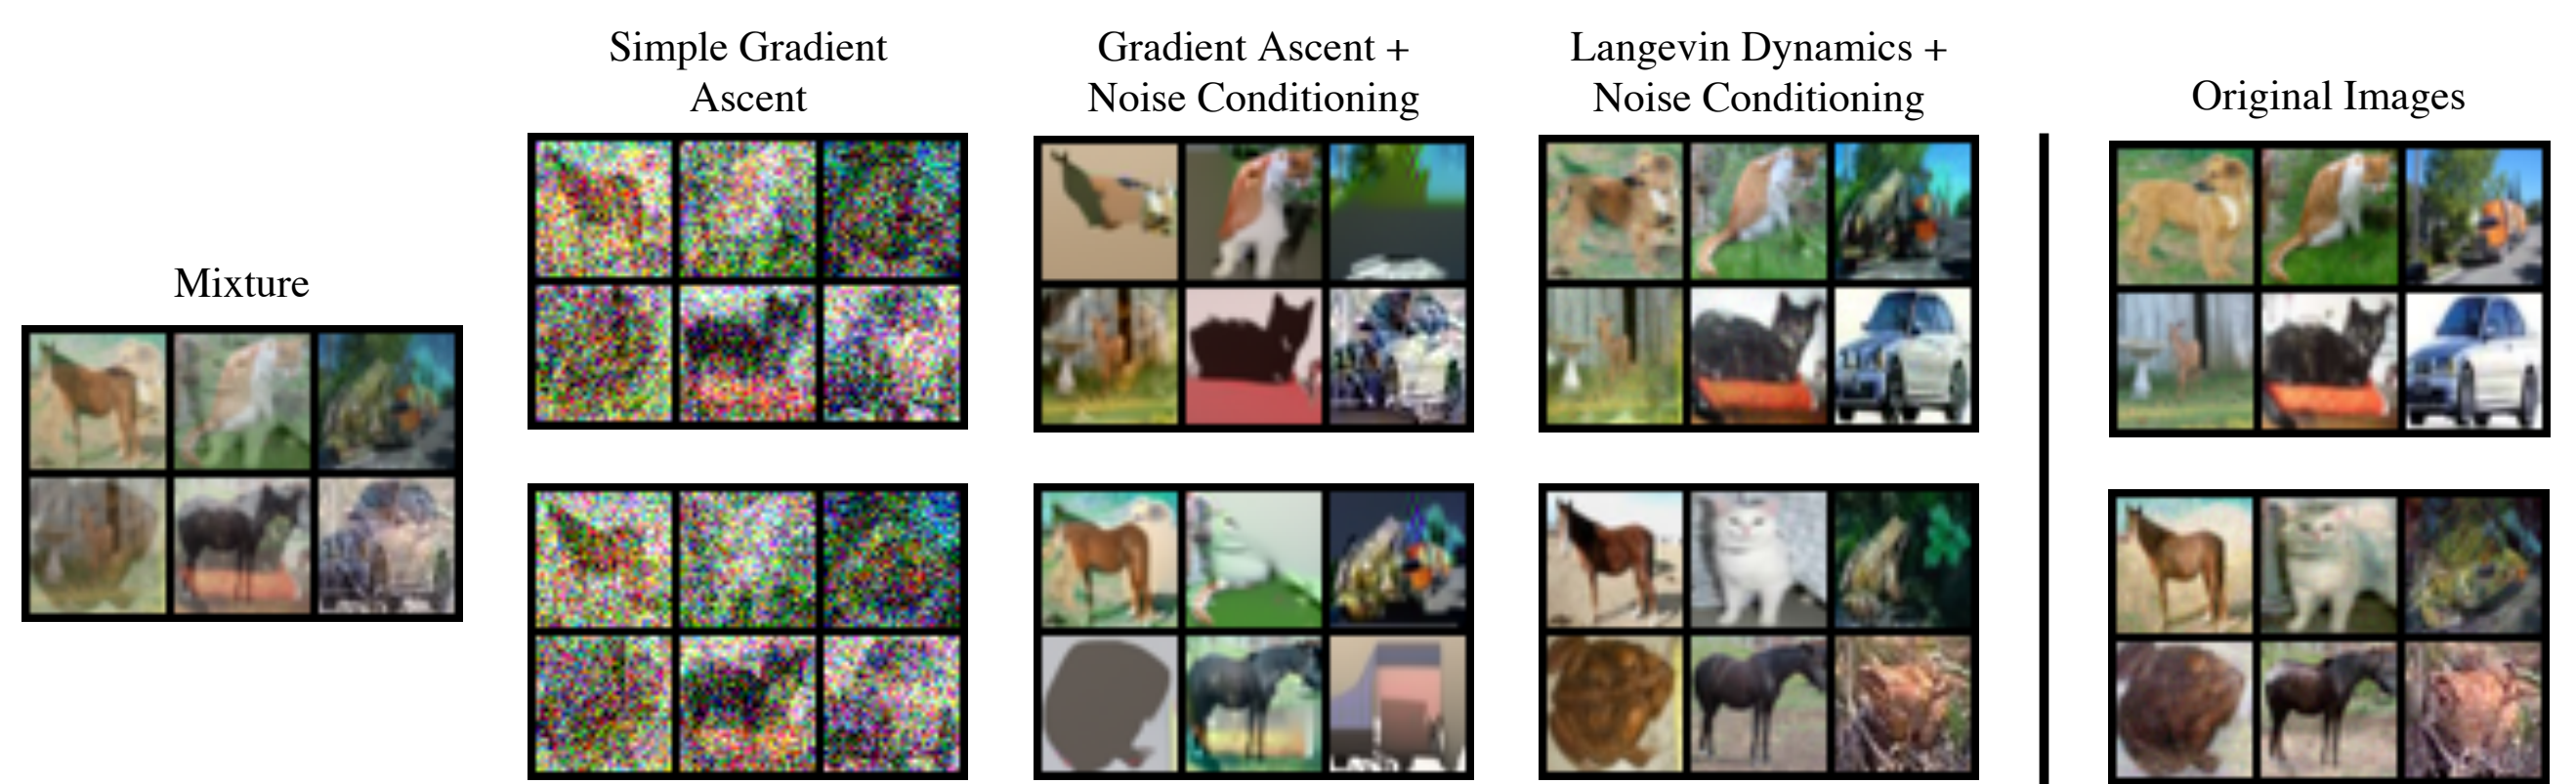 Simple Gradient
Ascent
Gradient Ascent +
Noise Conditioning
Langevin Dynamics +
Noise Conditioning
Original Images
Mixture